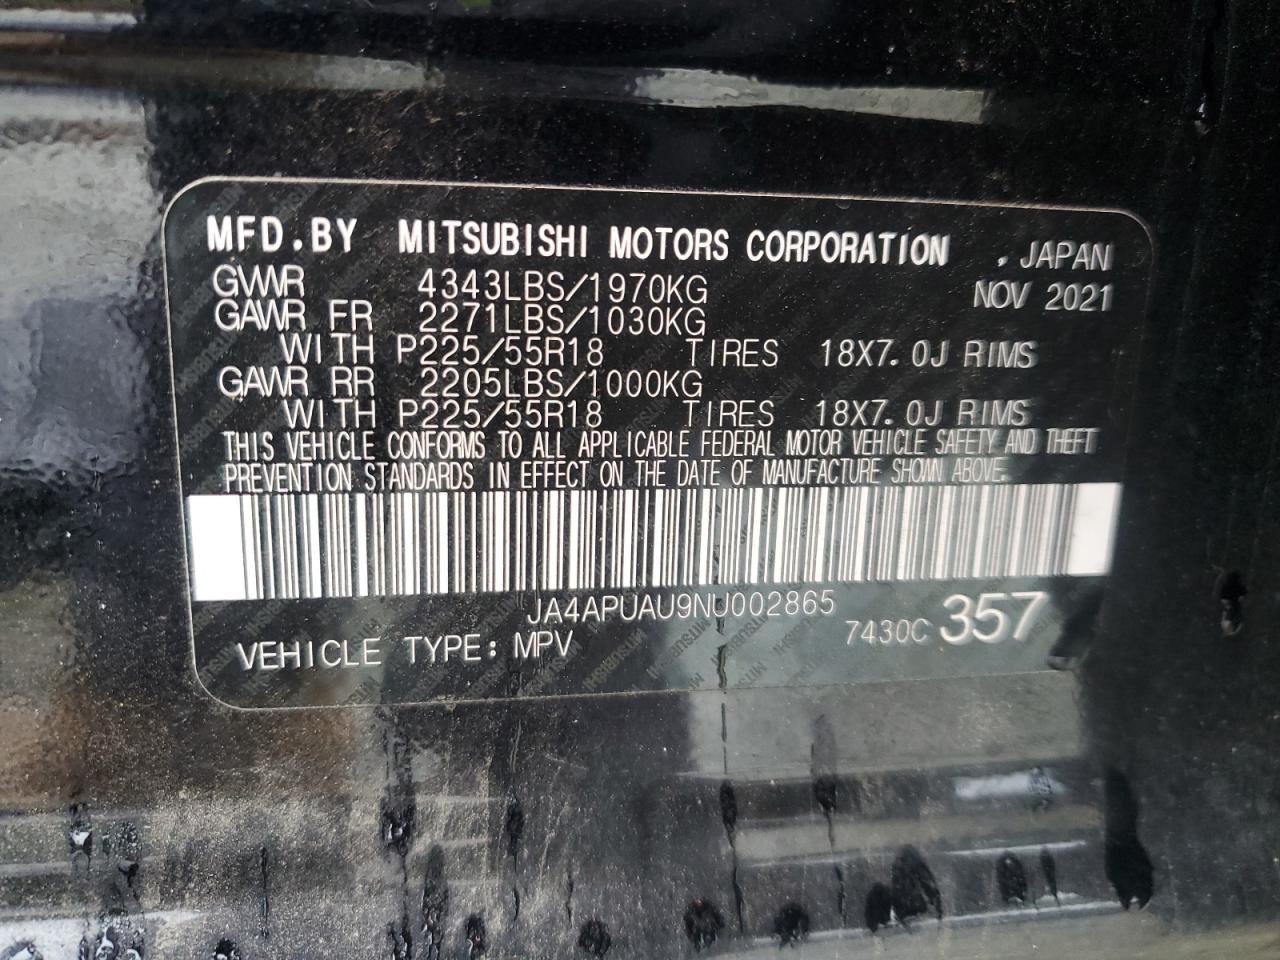 MFD.BY MITSUBISHI MOTORS CORPORATION , JAPAN
GVWR 4343LBS/1970KG NOV 2021
GAWR FR 2271LBS/1030KG
WITH P225/55R18 TIRES 18X7.0J RIMS
GAWR RR 2205LBS/1000KG
WITH P225/55R18 TIRES 18X7.0J RIMS
THIS VEHICLE CONFORMS TO ALL APPLICABLE FEDERAL MOTOR VEHICLE SAFETY AND THEFT
PREVENTION STANDARDS IN EFFECT ON THE DATE OF MANUFACTURE SHOWN ABOVE.
JA4APUAU9NU002865
VEHICLE TYPE: MPV 7430C 357